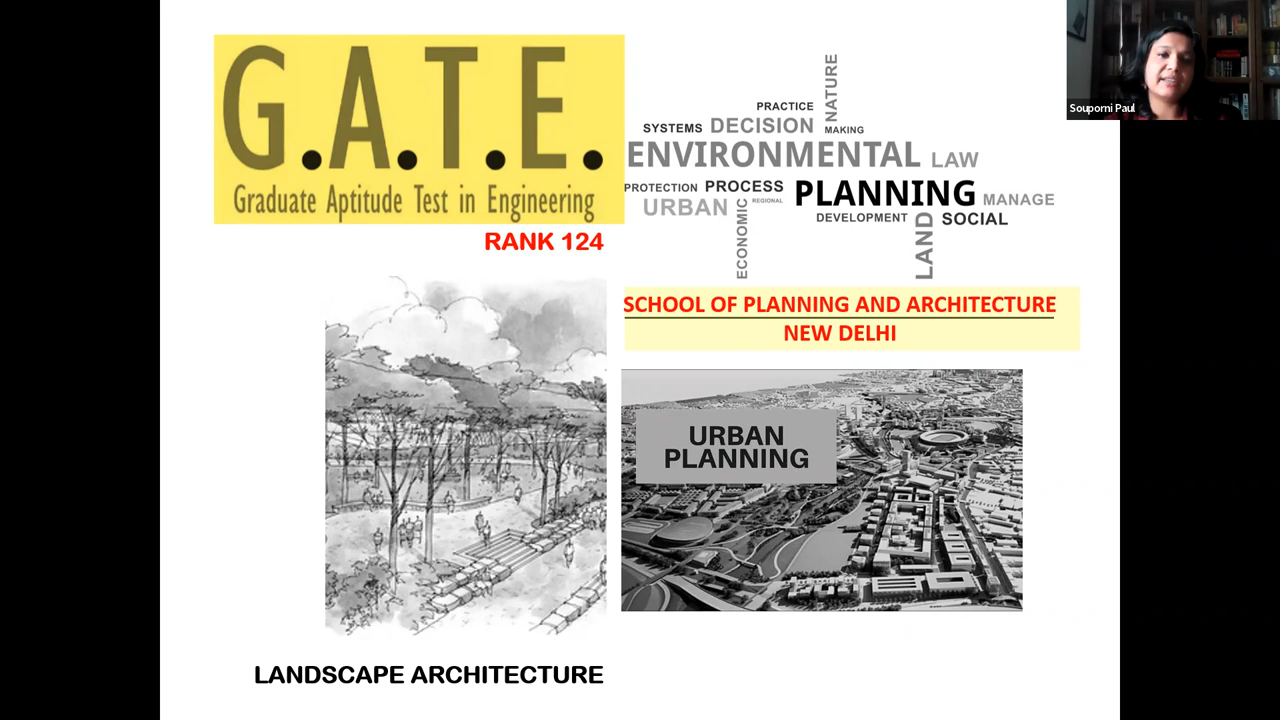 G.A.T.E.
Graduate Aptitude Test in Engineering
RANK 124
PRACTICE
NATURE
SYSTEMS DECISION MAKING
ENVIRONMENTAL LAW
PROTECTION PROCESS PLANNING MANAGE
URBAN ECONOMIC REGIONAL
DEVELOPMENT LAND SOCIAL
SCHOOL OF PLANNING AND ARCHITECTURE
NEW DELHI
URBAN
PLANNING
LANDSCAPE ARCHITECTURE
Souporni Paul